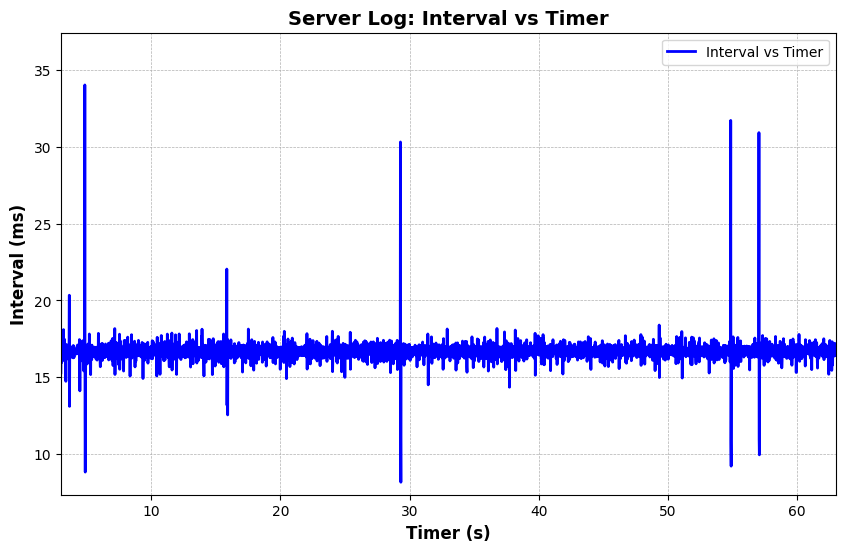 Server Log: Interval vs Timer
Interval vs Timer
35
30
25
20
15
10
Interval (ms)
10 20 30 40 50 60
Timer (s)